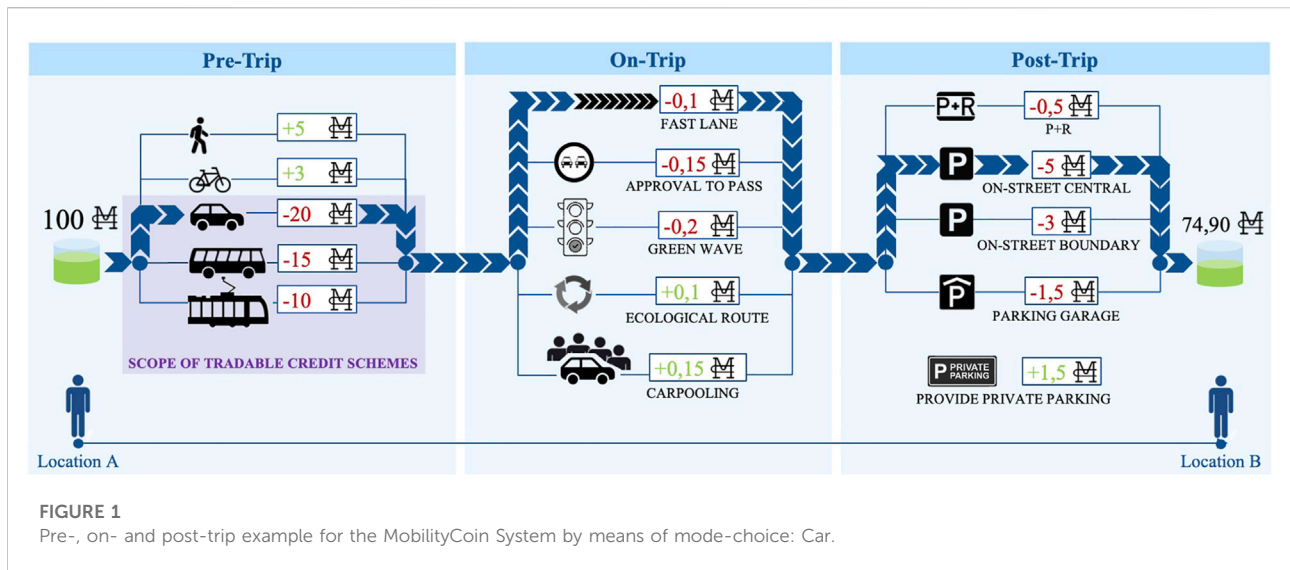 Pre-Trip
On-Trip
Post-Trip
100
+5
+3
-20
-15
-10
SCOPE OF TRADABLE CREDIT SCHEMES
-0,1
FAST LANE
-0,15
APPROVAL TO PASS
-0,2
GREEN WAVE
+0,1
ECOLOGICAL ROUTE
+0,15
CARPOOLING
P+R
-0,5
P+R
P
-5
ON-STREET CENTRAL
P
-3
ON-STREET BOUNDARY
P
-1,5
PARKING GARAGE
74,90
P PRIVATE
PARKING
+1,5
PROVIDE PRIVATE PARKING
Location A
Location B
FIGURE 1
Pre-, on- and post-trip example for the MobilityCoin System by means of mode-choice: Car.